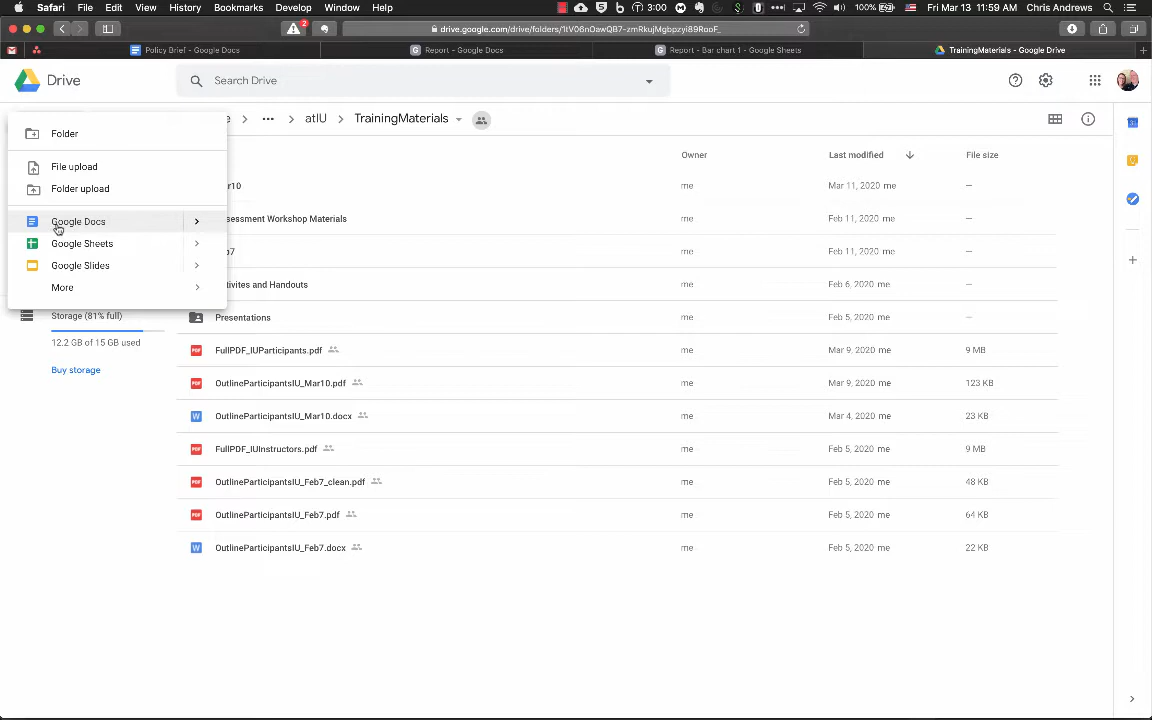 Safari File Edit View History Bookmarks Develop Window Help 3:00 100% Fri Mar 13 11:59 AM Chris Andrews
2 drive.google.com/drive/folders/
Policy Brief - Google Docs Report - Google Docs Report - Bar chart 1 - Google Sheets TrainingMaterials - Google Drive
Drive Search Drive
e > ••• > atIU > TrainingMaterials
Folder
File upload
Folder upload
Google Docs
Google Sheets
Google Slides
More
Storage (81% full)
12.2 GB of 15 GB used
Buy storage
Owner Last modified File size
ar10 me Mar 11, 2020 me –
sessment Workshop Materials me Feb 11, 2020 me –
b7 me Feb 11, 2020 me –
tivites and Handouts me Feb 6, 2020 me –
Presentations me Feb 5, 2020 me –
PDF FullPDF_IUParticipants.pdf me Mar 9, 2020 me 9 MB
PDF OutlineParticipantsIU_Mar10.pdf me Mar 9, 2020 me 123 KB
W OutlineParticipantsIU_Mar10.docx me Mar 4, 2020 me 23 KB
PDF FullPDF_IUInstructors.pdf me Feb 5, 2020 me 9 MB
PDF OutlineParticipantsIU_Feb7_clean.pdf me Feb 5, 2020 me 48 KB
PDF OutlineParticipantsIU_Feb7.pdf me Feb 5, 2020 me 64 KB
W OutlineParticipantsIU_Feb7.docx me Feb 5, 2020 me 22 KB